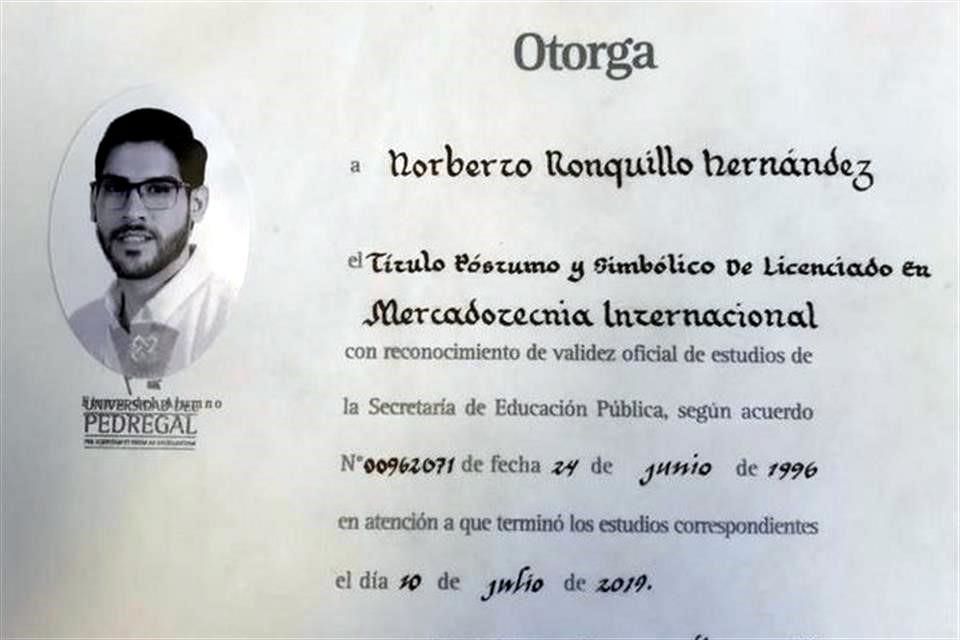 Otorga
a Norberto Ronquillo Hernández
el Título Póstumo y Simbólico De Licenciado En
Mercadotecnia Internacional
con reconocimiento de validez oficial de estudios de
la Secretaría de Educación Pública, según acuerdo
N°00962071 de fecha 24 de junio de 1996
en atención a que terminó los estudios correspondientes
el día 10 de julio de 2019.
Alumno
UNIVERSIDAD DEL
PEDREGAL